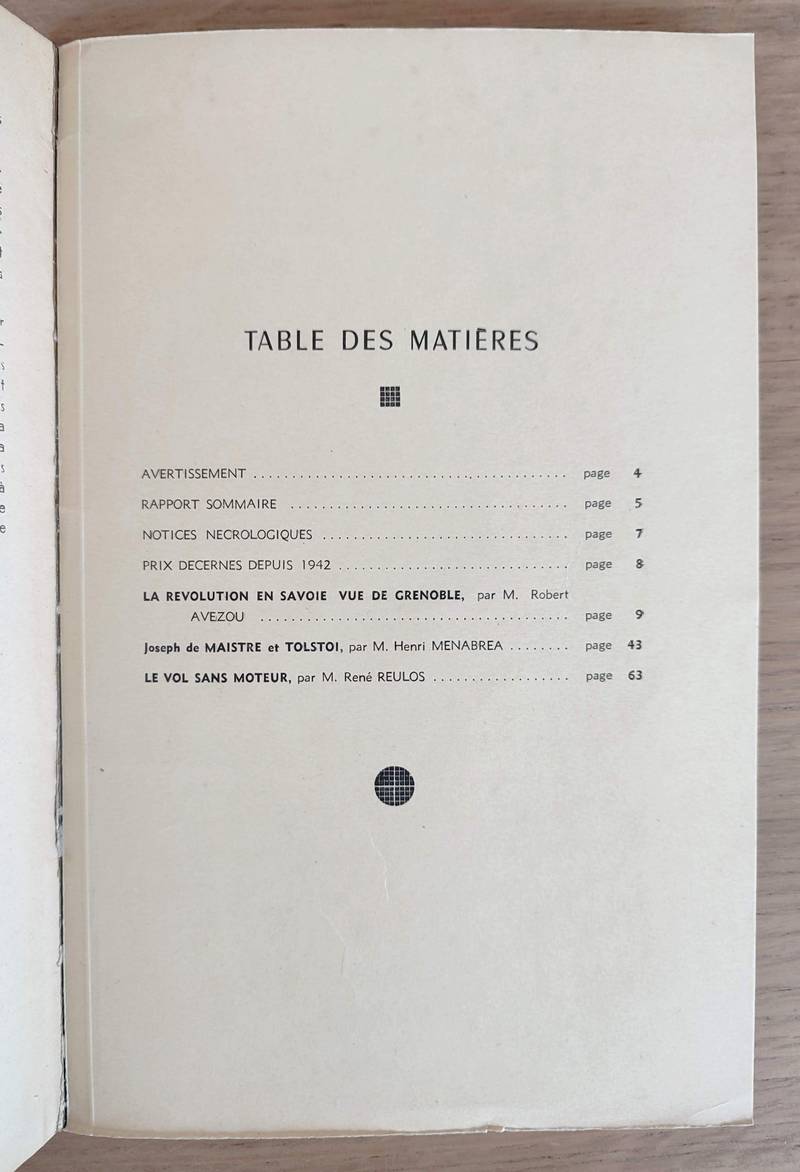 TABLE DES MATIÈRES
AVERTISSEMENT ........................................ page 4
RAPPORT SOMMAIRE .................................... page 5
NOTICES NECROLOGIQUES ................................ page 7
PRIX DECERNES DEPUIS 1942 .............................. page 8
LA REVOLUTION EN SAVOIE VUE DE GRENOBLE, par M. Robert
AVEZOU ........................................ page 9
Joseph de MAISTRE et TOLSTOI, par M. Henri MENABREA ........ page 43
LE VOL SANS MOTEUR, par M. René REULOS .................. page 63